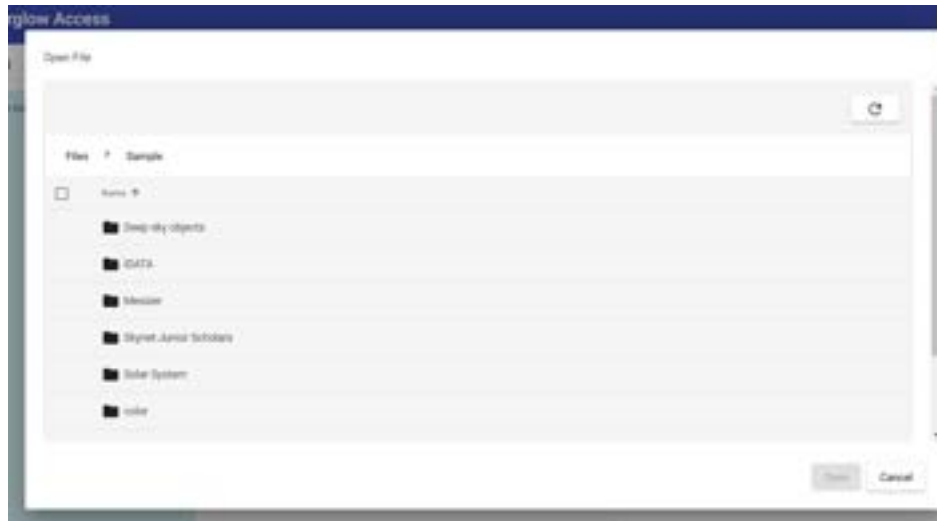 rglow Access
Open File
Files Sample
Name
Deep sky objects
IDATA
Messier
Skynet Junior Scholars
Solar System
color
Open Cancel